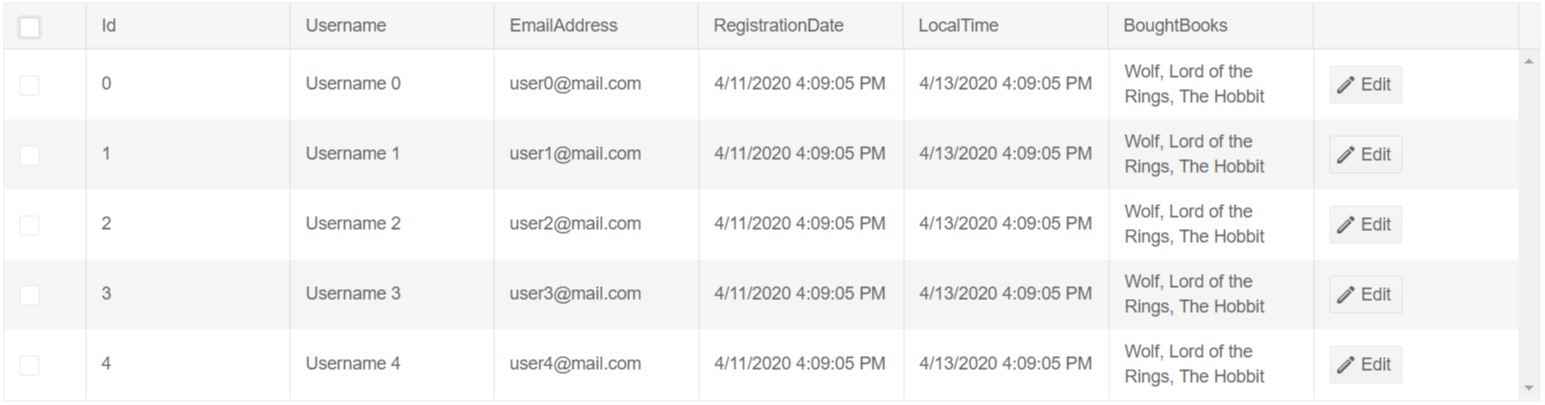 Id Username EmailAddress RegistrationDate LocalTime BoughtBooks
0 Username 0 user0@mail.com 4/11/2020 4:09:05 PM 4/13/2020 4:09:05 PM Wolf, Lord of the
Rings, The Hobbit Edit
1 Username 1 user1@mail.com 4/11/2020 4:09:05 PM 4/13/2020 4:09:05 PM Wolf, Lord of the
Rings, The Hobbit Edit
2 Username 2 user2@mail.com 4/11/2020 4:09:05 PM 4/13/2020 4:09:05 PM Wolf, Lord of the
Rings, The Hobbit Edit
3 Username 3 user3@mail.com 4/11/2020 4:09:05 PM 4/13/2020 4:09:05 PM Wolf, Lord of the
Rings, The Hobbit Edit
4 Username 4 user4@mail.com 4/11/2020 4:09:05 PM 4/13/2020 4:09:05 PM Wolf, Lord of the
Rings, The Hobbit Edit